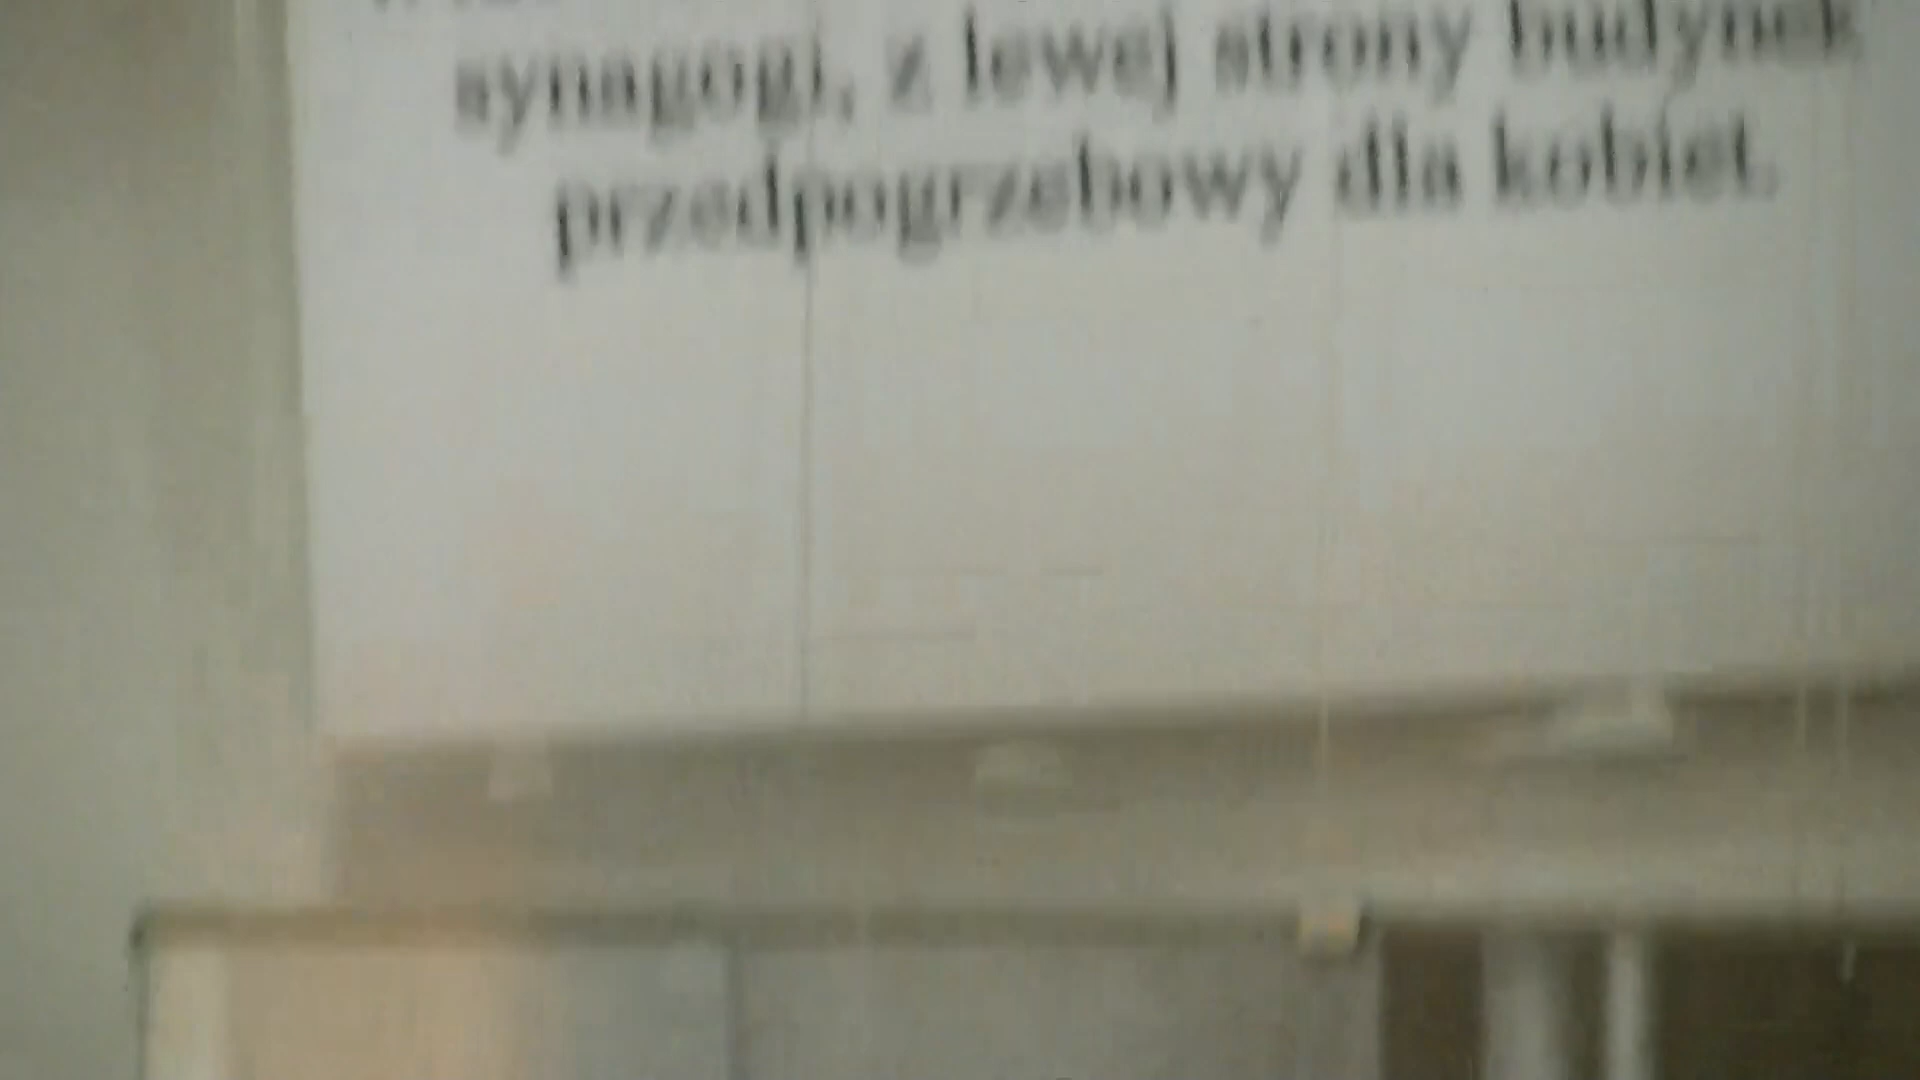 synagogi, z lewej strony budynek
przedpogrzebowy dla kobiet.